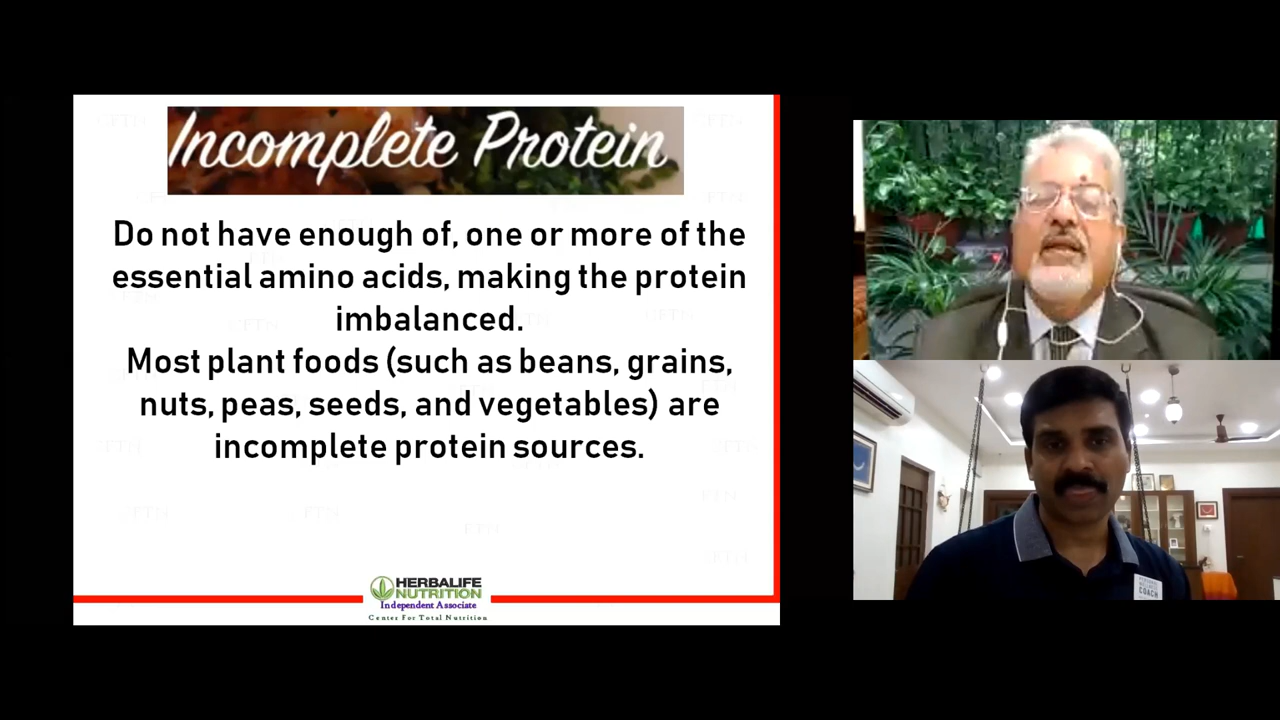 Incomplete Protein
Do not have enough of, one or more of the
essential amino acids, making the protein
imbalanced.
Most plant foods (such as beans, grains,
nuts, peas, seeds, and vegetables) are
incomplete protein sources.
HERBALIFE
NUTRITION
Independent Associate
Center For Total Nutrition
COACH